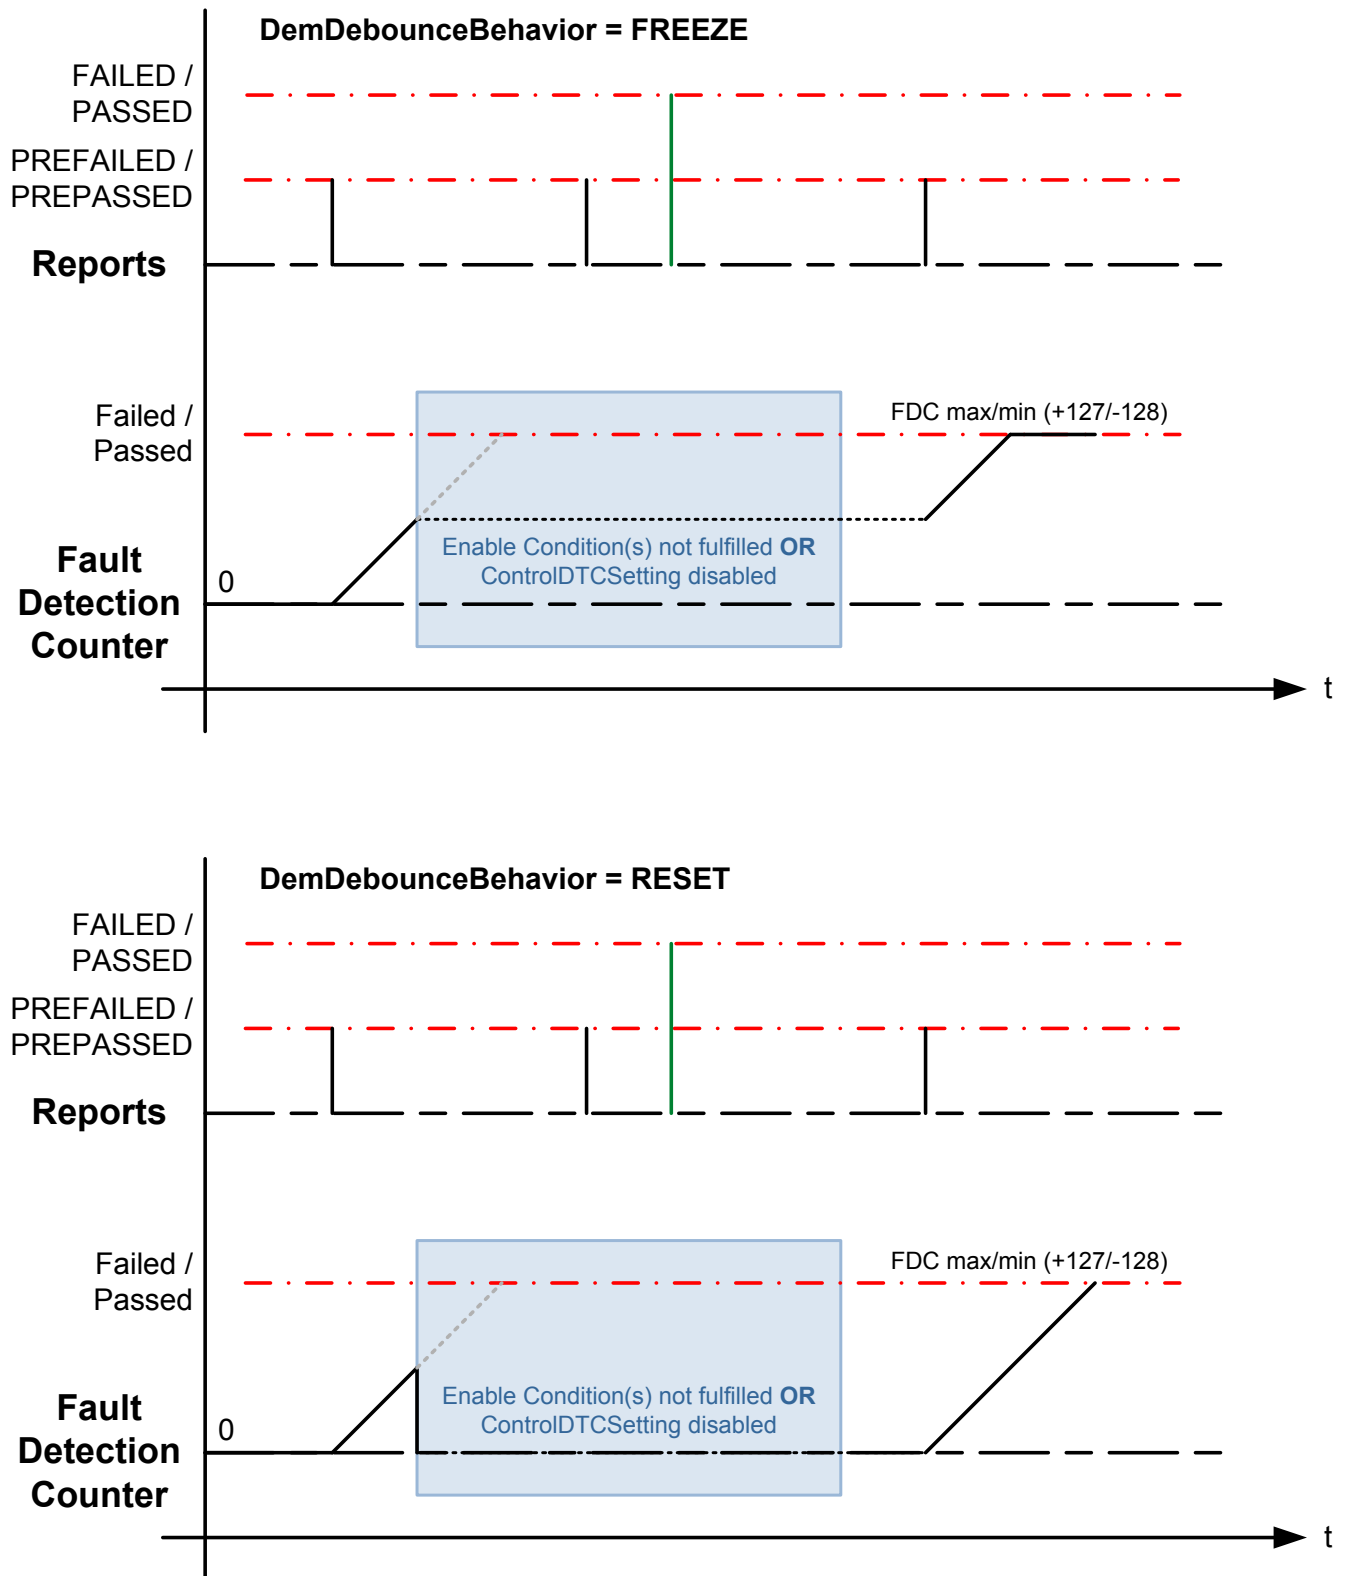 DemDebounceBehavior = FREEZE
FAILED /
PASSED
PREFAILED /
PREPASSED
Reports
Failed /
Passed
FDC max/min (+127/-128)
Enable Condition(s) not fulfilled OR
ControlDTCSetting disabled
Fault
Detection
Counter
0
t
DemDebounceBehavior = RESET
FAILED /
PASSED
PREFAILED /
PREPASSED
Reports
Failed /
Passed
FDC max/min (+127/-128)
Enable Condition(s) not fulfilled OR
ControlDTCSetting disabled
Fault
Detection
Counter
0
t